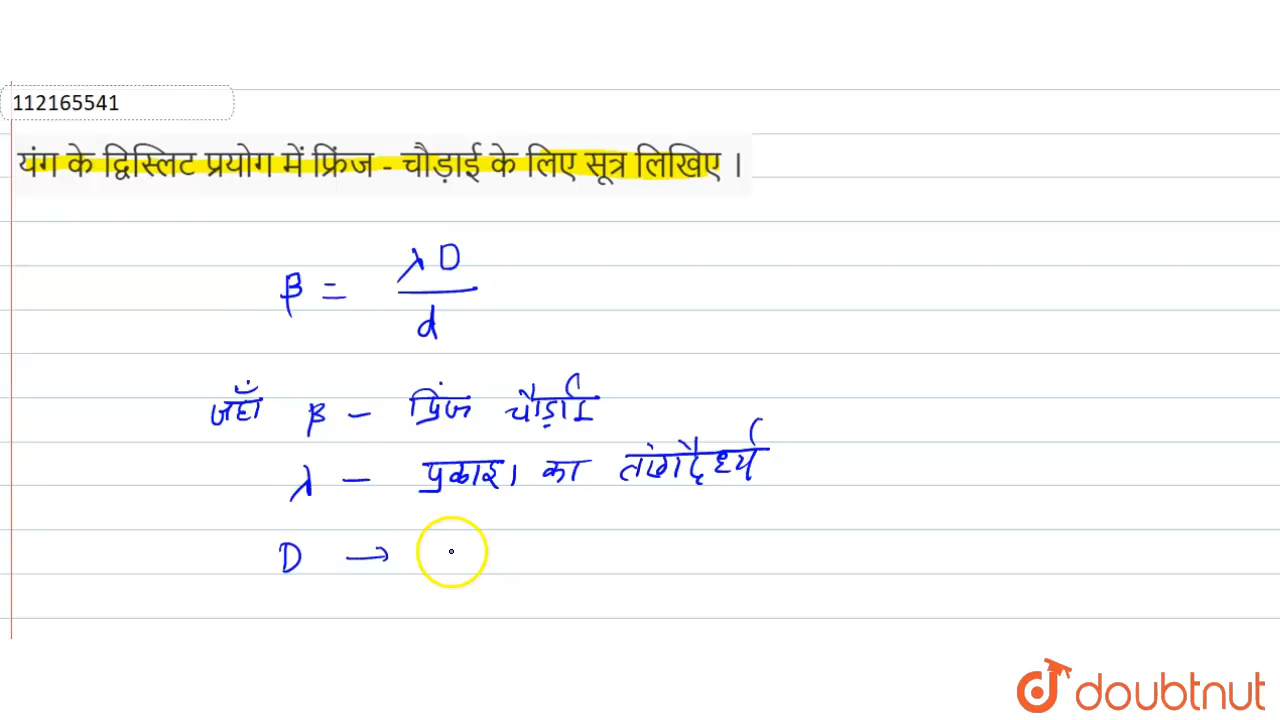 112165541
यंग के द्विस्लिट प्रयोग में फ्रिंज - चौड़ाई के लिए सूत्र लिखिए ।
β = λD / d
जहाँ β - फ्रिंज चौड़ाई
λ - प्रकाश का तरंगदैर्ध्य
D →
doubtnut